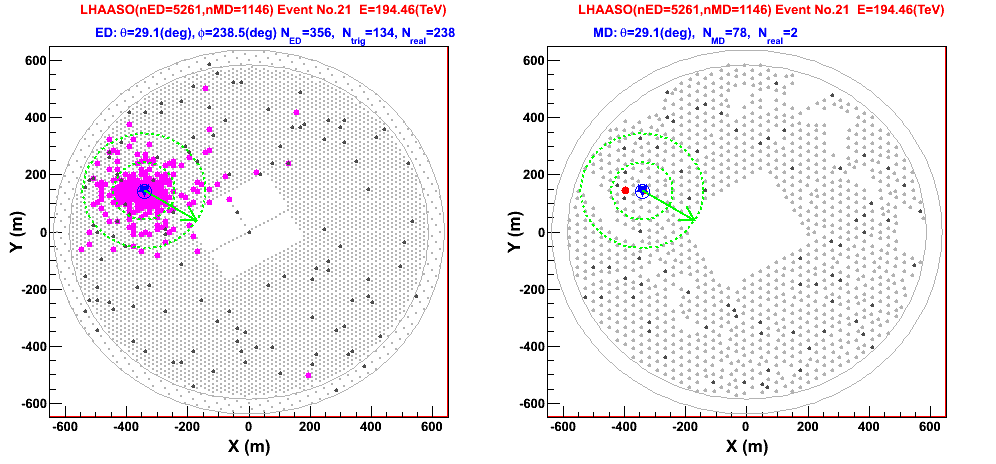 LHAASO(nED=5261,nMD=1146) Event No.21 E=194.46(TeV)
ED: θ=29.1(deg), ϕ=238.5(deg) N_ED=356, N_trig=134, N_real=238
600
400
200
0
-200
-400
-600
Y (m)
-600 -400 -200 0 200 400 600
X (m)
LHAASO(nED=5261,nMD=1146) Event No.21 E=194.46(TeV)
MD: θ=29.1(deg), N_MD=78, N_real=2
600
400
200
0
-200
-400
-600
Y (m)
-600 -400 -200 0 200 400 600
X (m)